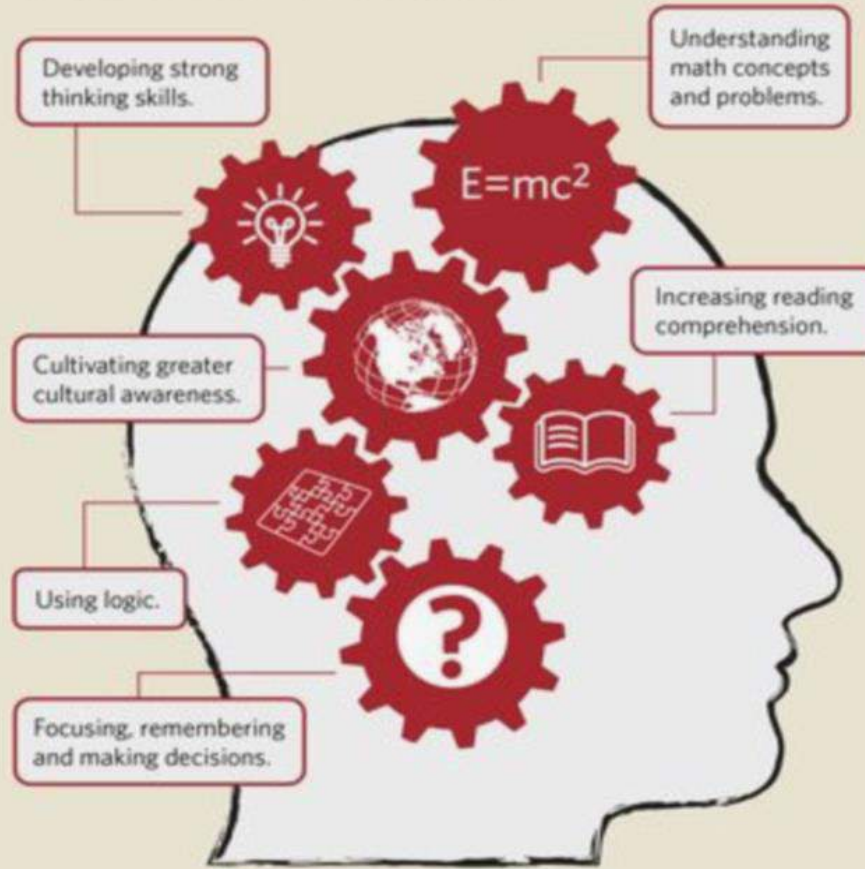 Developing strong
thinking skills.
Understanding
math concepts
and problems.
E=mc²
Increasing reading
comprehension.
Cultivating greater
cultural awareness.
Using logic.
?
Focusing, remembering
and making decisions.